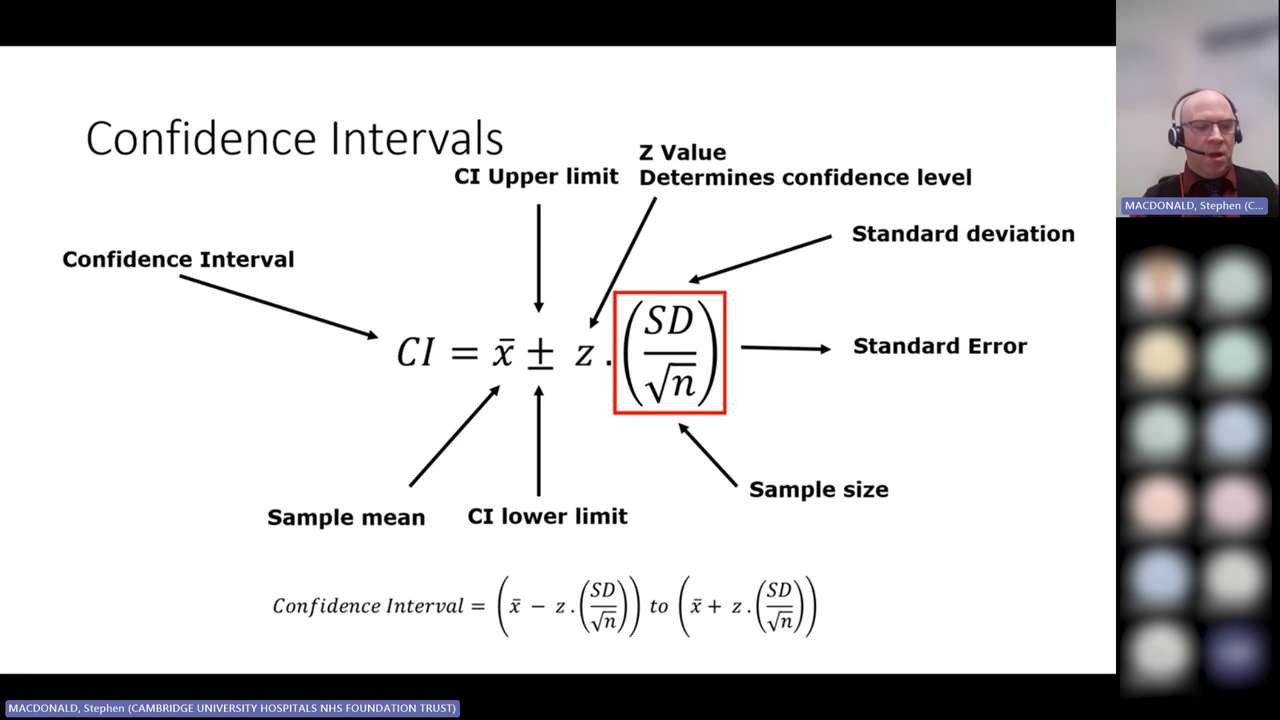 Confidence Intervals
Z Value
CI Upper limit Determines confidence level
Standard deviation
Confidence Interval
CI = x̄ ± z . (SD/√n)
Standard Error
Sample size
Sample mean CI lower limit
Confidence Interval = (x̄ − z . (SD/√n)) to (x̄ + z . (SD/√n))
MACDONALD, Stephen (C...
MACDONALD, Stephen (CAMBRIDGE UNIVERSITY HOSPITALS NHS FOUNDATION TRUST)